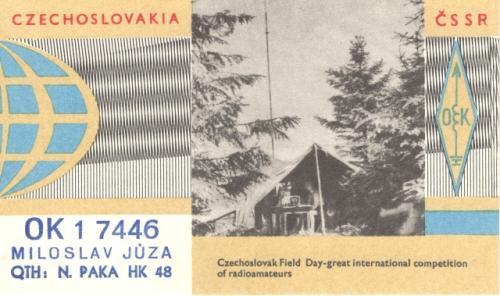 CZECHOSLOVAKIA
ČSSR
OK
OK 1 7446
MILOSLAV JŮZA
QTH: N. PAKA HK 48
Czechoslovak Field Day-great international competition
of radioamateurs